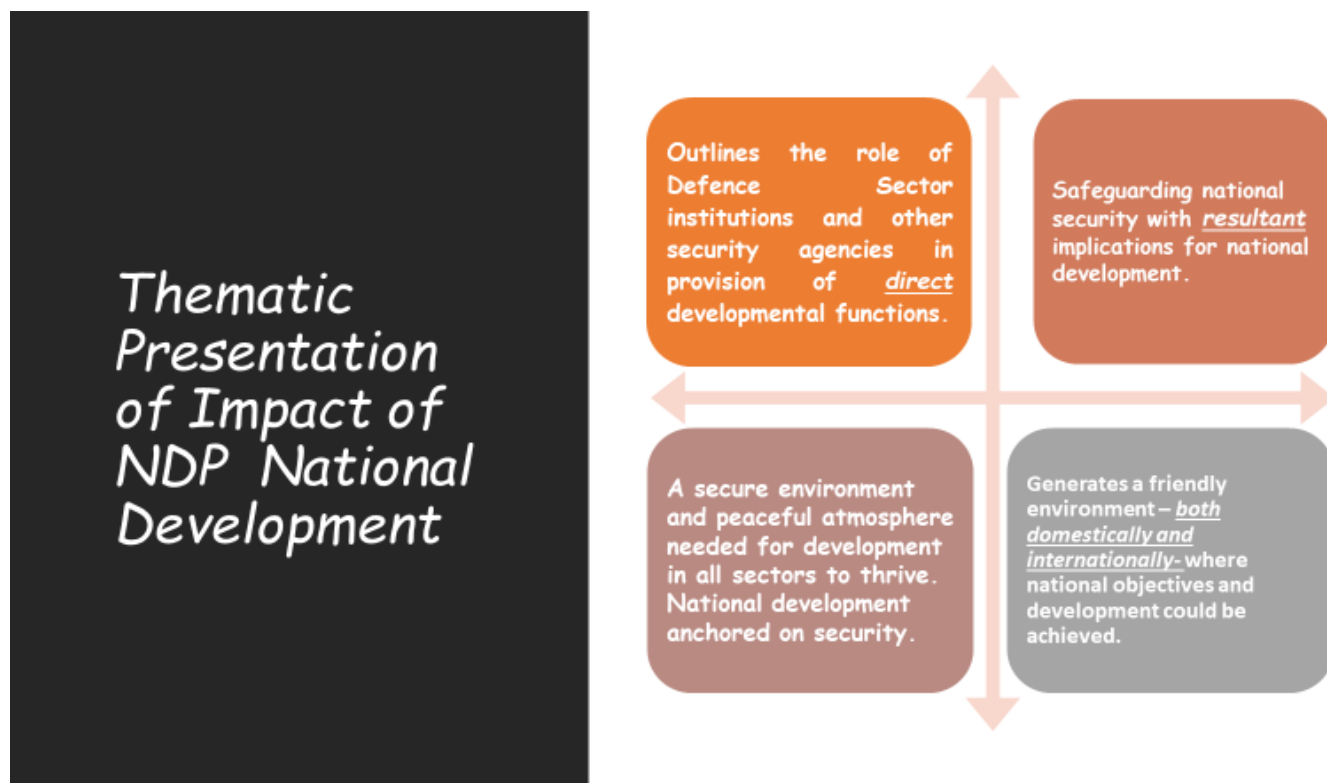 Thematic
Presentation
of Impact of
NDP National
Development
Outlines the role of
Defence Sector
institutions and other
security agencies in
provision of direct
developmental functions.
Safeguarding national
security with resultant
implications for national
development.
A secure environment
and peaceful atmosphere
needed for development
in all sectors to thrive.
National development
anchored on security.
Generates a friendly
environment – both
domestically and
internationally- where
national objectives and
development could be
achieved.